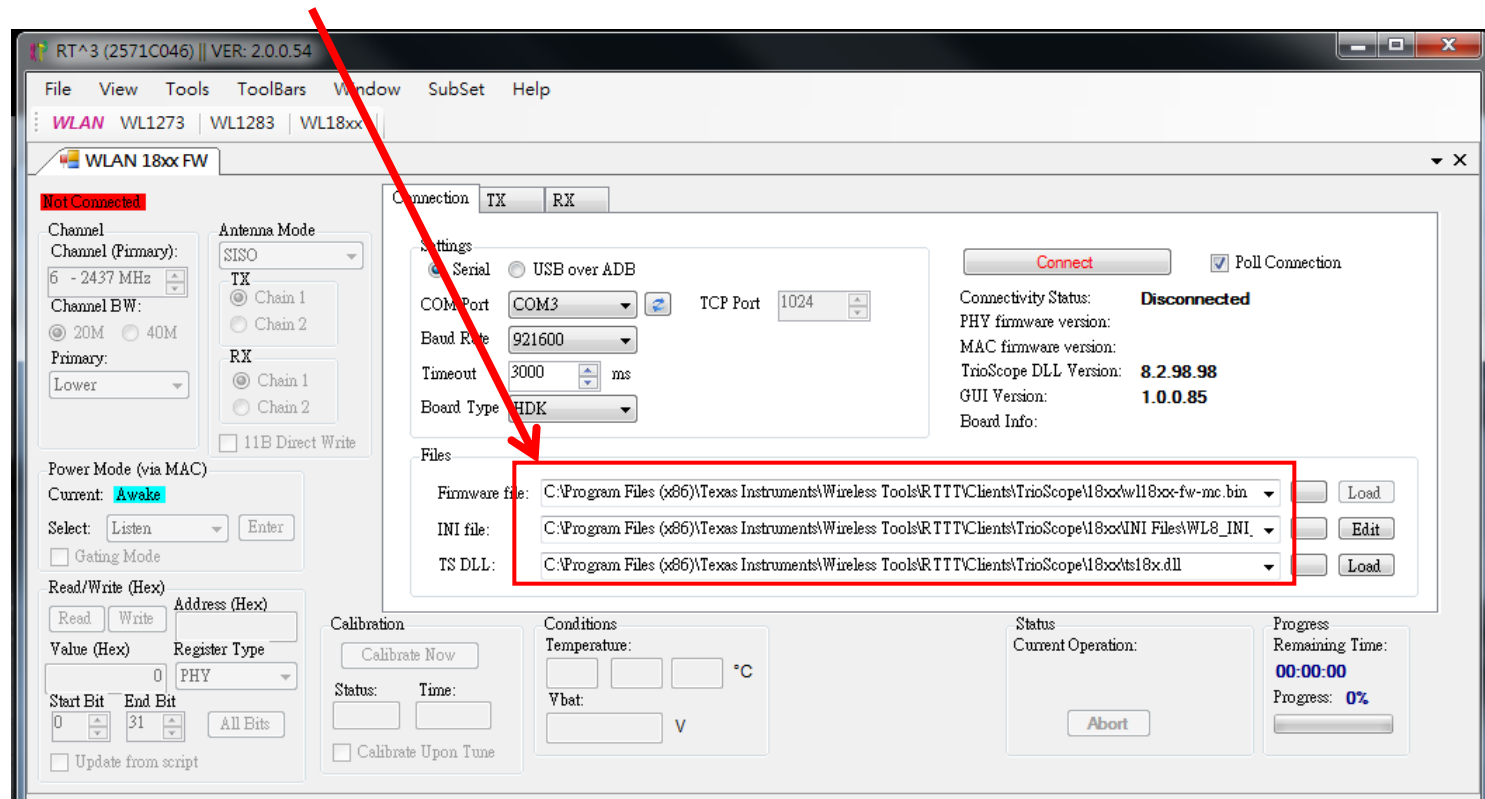 RT^3 (2571C046) || VER: 2.0.0.54
File View Tools ToolBars Window SubSet Help
WLAN WL1273 WL1283 WL18xx
WLAN 18xx FW
Not Connected
Channel
Channel (Pirmary):
6 - 2437 MHz
Channel BW:
20M 40M
Primary:
Lower
Antenna Mode
SISO
TX
Chain 1
Chain 2
RX
Chain 1
Chain 2
11B Direct Write
Power Mode (via MAC)
Current: Awake
Select: Listen Enter
Gating Mode
Read/Write (Hex)
Read Write Address (Hex)
Value (Hex) Register Type
0 PHY
Start Bit End Bit
0 31 All Bits
Update from script
Connection TX RX
Settings
Serial USB over ADB
COM Port COM3 TCP Port 1024
Baud Rate 921600
Timeout 3000 ms
Board Type HDK
Connect Poll Connection
Connectivity Status: Disconnected
PHY firmware version:
MAC firmware version:
TrioScope DLL Version: 8.2.98.98
GUI Version: 1.0.0.85
Board Info:
Files
Firmware file: C:\Program Files (x86)\Texas Instruments\Wireless Tools\RTTT\Clients\TrioScope\18xx\wl18xx-fw-mc.bin Load
INI file: C:\Program Files (x86)\Texas Instruments\Wireless Tools\RTTT\Clients\TrioScope\18xx\INI Files\WL8_INI_ Edit
TS DLL: C:\Program Files (x86)\Texas Instruments\Wireless Tools\RTTT\Clients\TrioScope\18xx\ts18x.dll Load
Calibration
Calibrate Now
Status: Time:
Calibrate Upon Tune
Conditions
Temperature:
°C
Vbat:
V
Status
Current Operation:
Abort
Progress
Remaining Time:
00:00:00
Progress: 0%